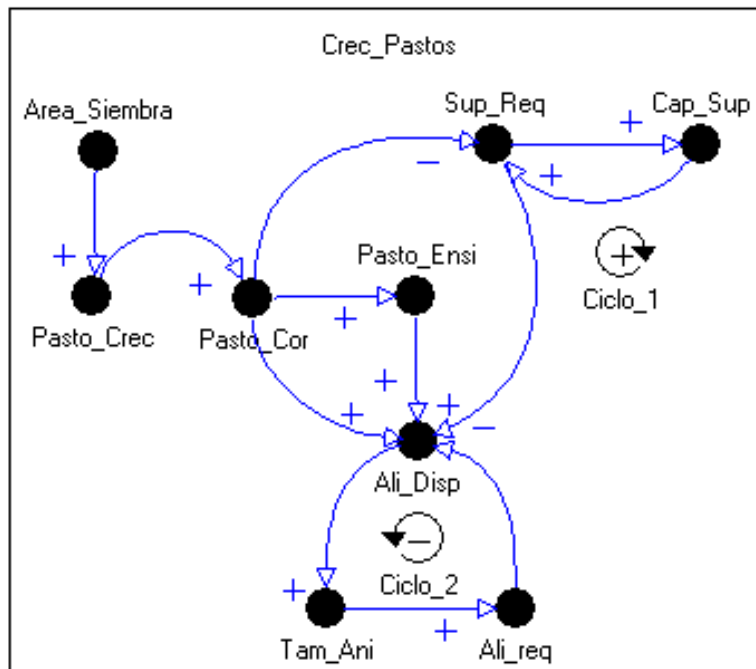 Crec_Pastos
Area_Siembra
Sup_Req
Cap_Sup
+
−
+
+
+
Pasto_Ensi
+
Ciclo_1
Pasto_Crec
+
Pasto_Cor
+
+
+
+
−
Ali_Disp
−
Ciclo_2
+
+
Tam_Ani
Ali_req